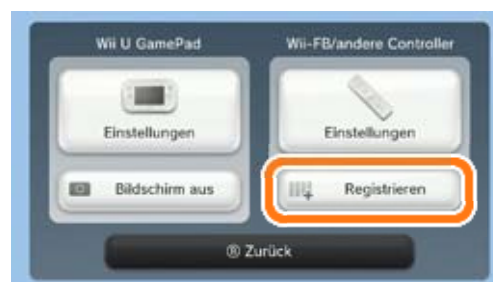 Wii U GamePad
Wii-FB/andere Controller
Einstellungen
Einstellungen
Bildschirm aus
Registrieren
Ⓑ Zurück